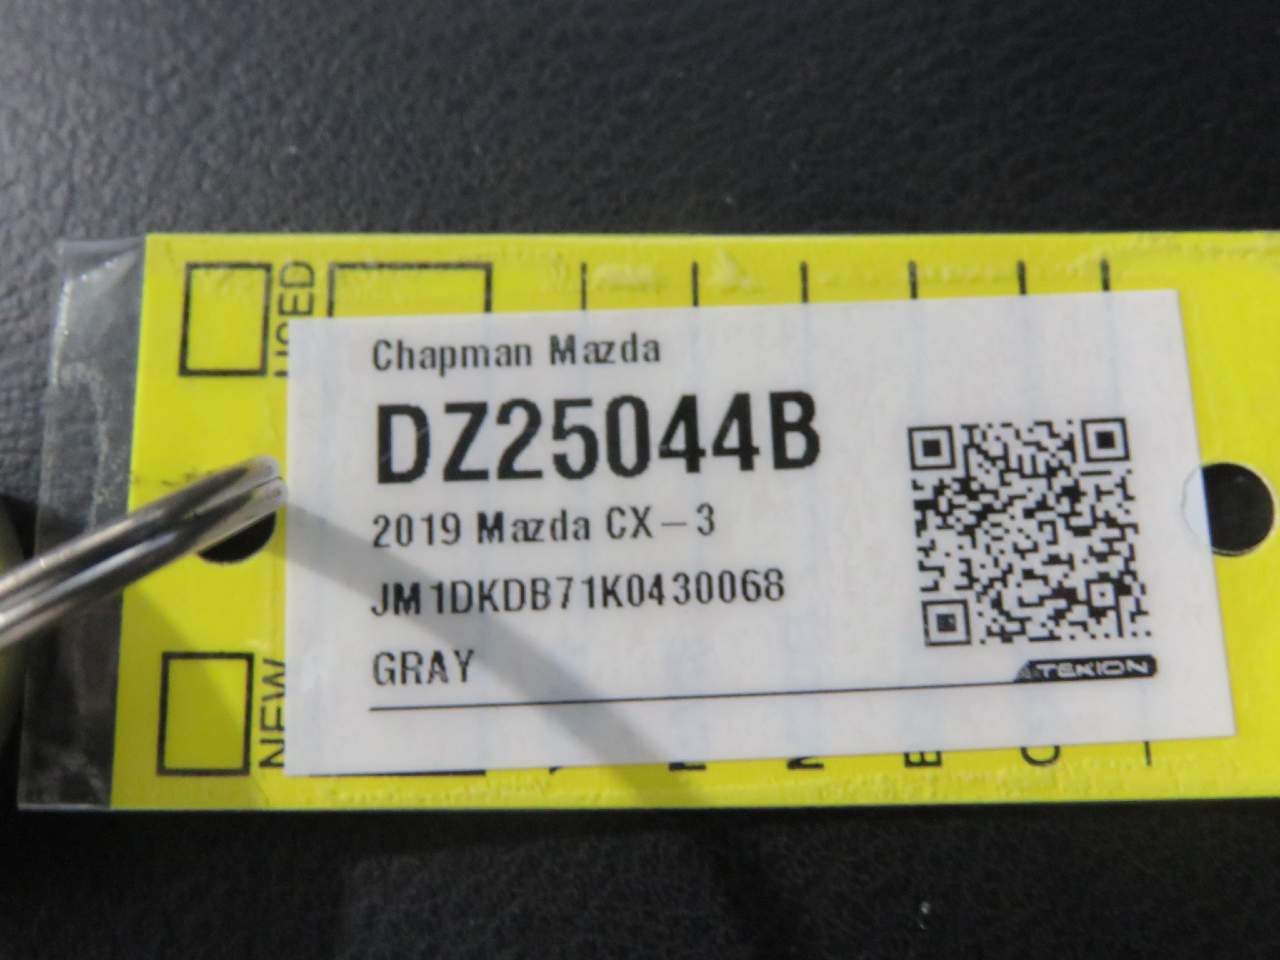 USED
Chapman Mazda
DZ25044B
2019 Mazda CX-3
JM1DKDB71K0430068
GRAY
TEKION
NEW